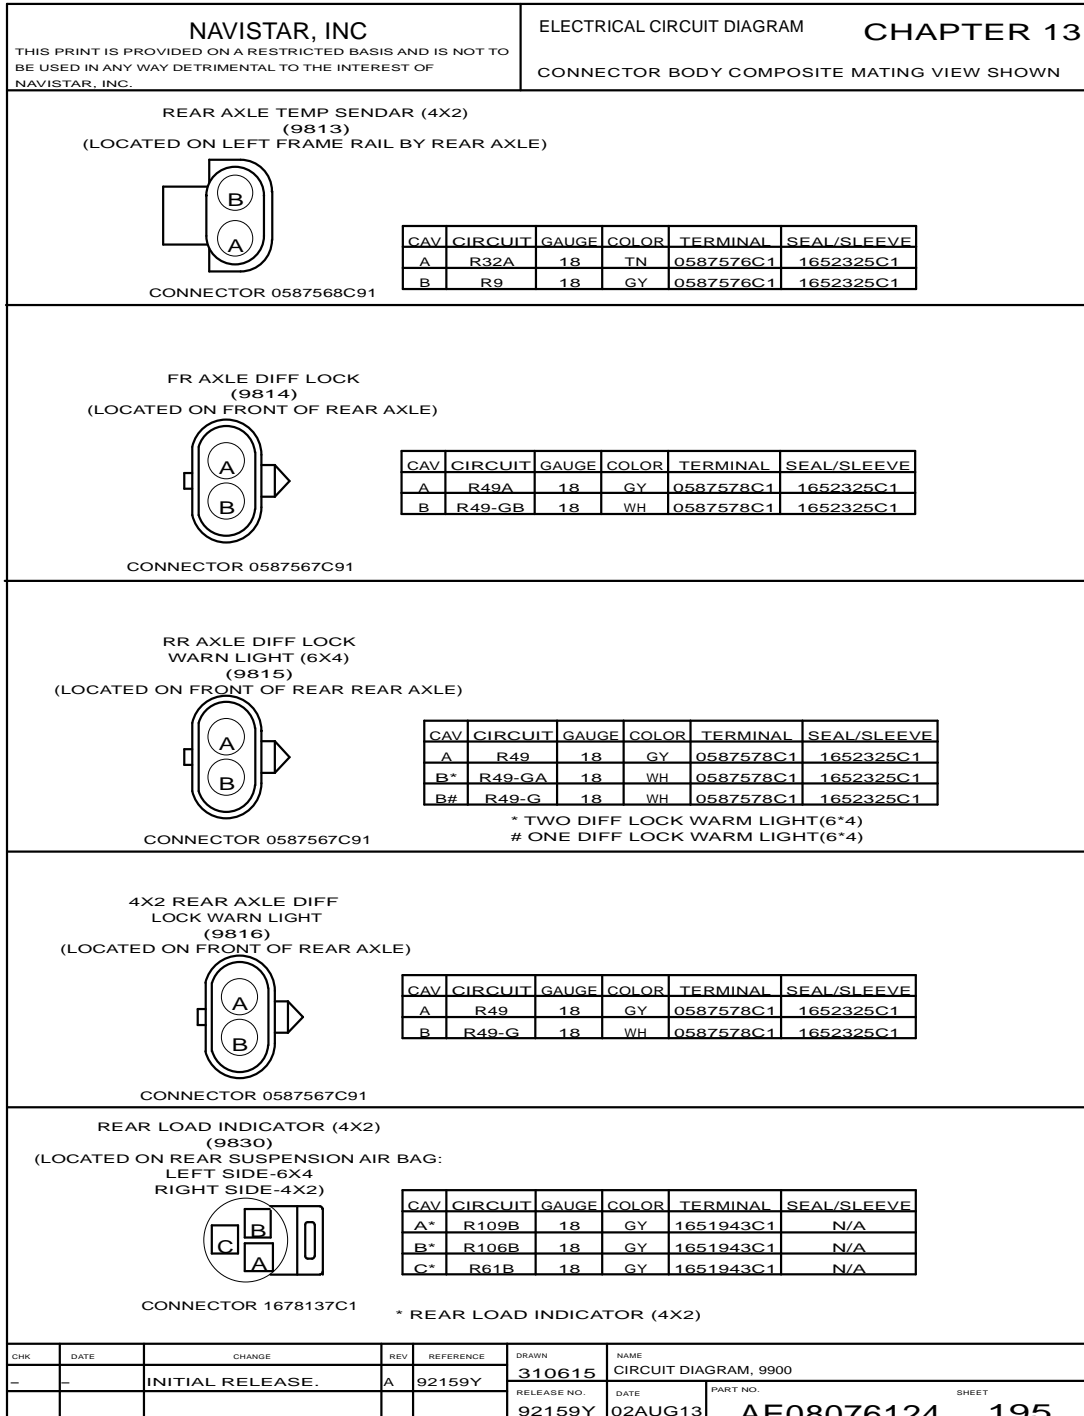 NAVISTAR, INC
THIS PRINT IS PROVIDED ON A RESTRICTED BASIS AND IS NOT TO
BE USED IN ANY WAY DETRIMENTAL TO THE INTEREST OF
NAVISTAR, INC.
ELECTRICAL CIRCUIT DIAGRAM CHAPTER 13
CONNECTOR BODY COMPOSITE MATING VIEW SHOWN
REAR AXLE TEMP SENDAR (4X2)
(9813)
(LOCATED ON LEFT FRAME RAIL BY REAR AXLE)
B
A
CONNECTOR 0587568C91
CAV CIRCUIT GAUGE COLOR TERMINAL SEAL/SLEEVE
A R32A 18 TN 0587576C1 1652325C1
B R9 18 GY 0587576C1 1652325C1
FR AXLE DIFF LOCK
(9814)
(LOCATED ON FRONT OF REAR AXLE)
A
B
CONNECTOR 0587567C91
CAV CIRCUIT GAUGE COLOR TERMINAL SEAL/SLEEVE
A R49A 18 GY 0587578C1 1652325C1
B R49-GB 18 WH 0587578C1 1652325C1
RR AXLE DIFF LOCK
WARN LIGHT (6X4)
(9815)
(LOCATED ON FRONT OF REAR REAR AXLE)
A
B
CONNECTOR 0587567C91
CAV CIRCUIT GAUGE COLOR TERMINAL SEAL/SLEEVE
A R49 18 GY 0587578C1 1652325C1
B* R49-GA 18 WH 0587578C1 1652325C1
B# R49-G 18 WH 0587578C1 1652325C1
* TWO DIFF LOCK WARM LIGHT(6*4)
# ONE DIFF LOCK WARM LIGHT(6*4)
4X2 REAR AXLE DIFF
LOCK WARN LIGHT
(9816)
(LOCATED ON FRONT OF REAR AXLE)
A
B
CONNECTOR 0587567C91
CAV CIRCUIT GAUGE COLOR TERMINAL SEAL/SLEEVE
A R49 18 GY 0587578C1 1652325C1
B R49-G 18 WH 0587578C1 1652325C1
REAR LOAD INDICATOR (4X2)
(9830)
(LOCATED ON REAR SUSPENSION AIR BAG:
LEFT SIDE-6X4
RIGHT SIDE-4X2)
B
C
A
CONNECTOR 1678137C1
CAV CIRCUIT GAUGE COLOR TERMINAL SEAL/SLEEVE
A* R109B 18 GY 1651943C1 N/A
B* R106B 18 GY 1651943C1 N/A
C* R61B 18 GY 1651943C1 N/A
* REAR LOAD INDICATOR (4X2)
CHK DATE CHANGE REV REFERENCE
– – INITIAL RELEASE. A 92159Y
DRAWN
310615
NAME
CIRCUIT DIAGRAM, 9900
RELEASE NO.
92159Y
DATE
02AUG13
PART NO.
AE08076124
SHEET
195